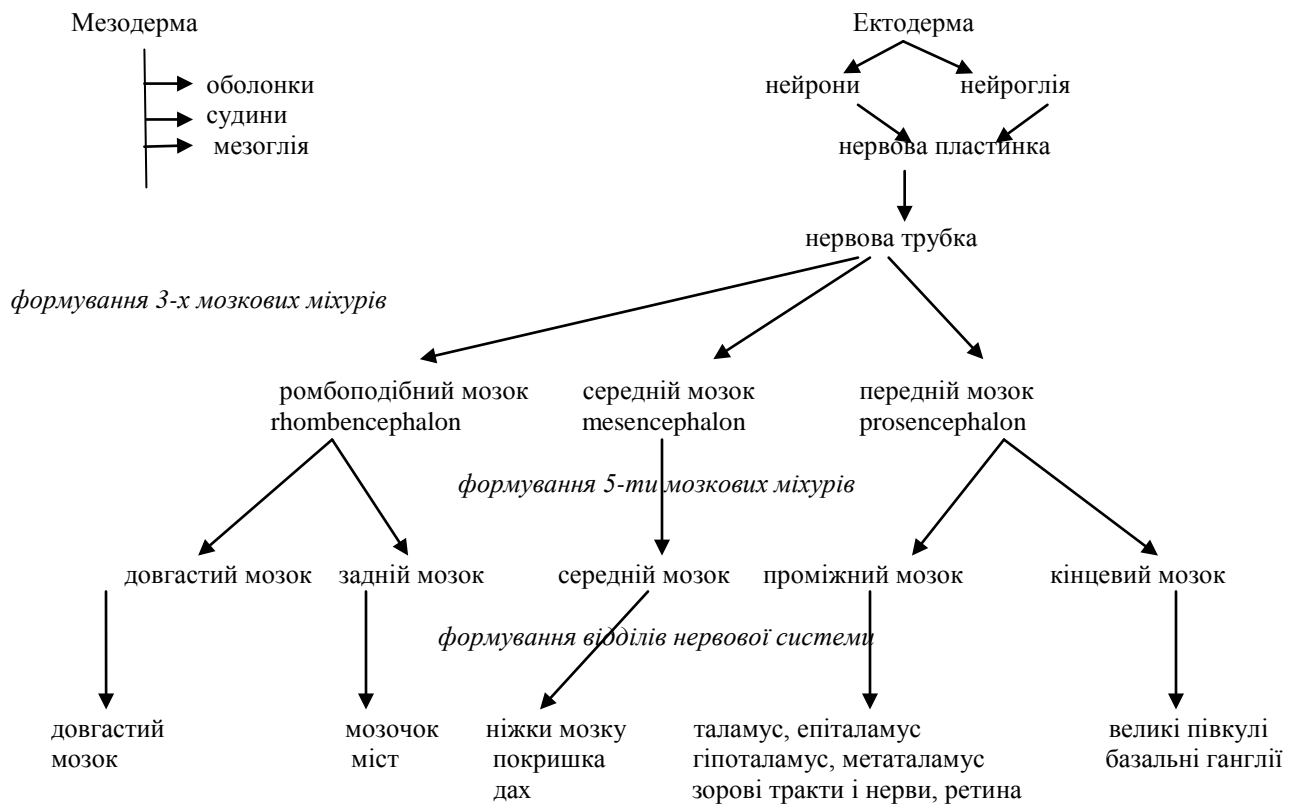 Мезодерма
Ектодерма
оболонки
судини
мезоглія
нейрони
нейроглія
нервова пластинка
нервова трубка
формування 3-х мозкових міхурів
ромбоподібний мозок
rhombencephalon
середній мозок
mesencephalon
передній мозок
prosencephalon
формування 5-ти мозкових міхурів
довгастий мозок
задній мозок
середній мозок
проміжний мозок
кінцевий мозок
формування відділів нервової системи
довгастий
мозок
мозочок
міст
ніжки мозку
покришка
дах
таламус, епіталамус
гіпоталамус, метаталамус
зорові тракти і нерви, ретина
великі півкулі
базальні ганглії